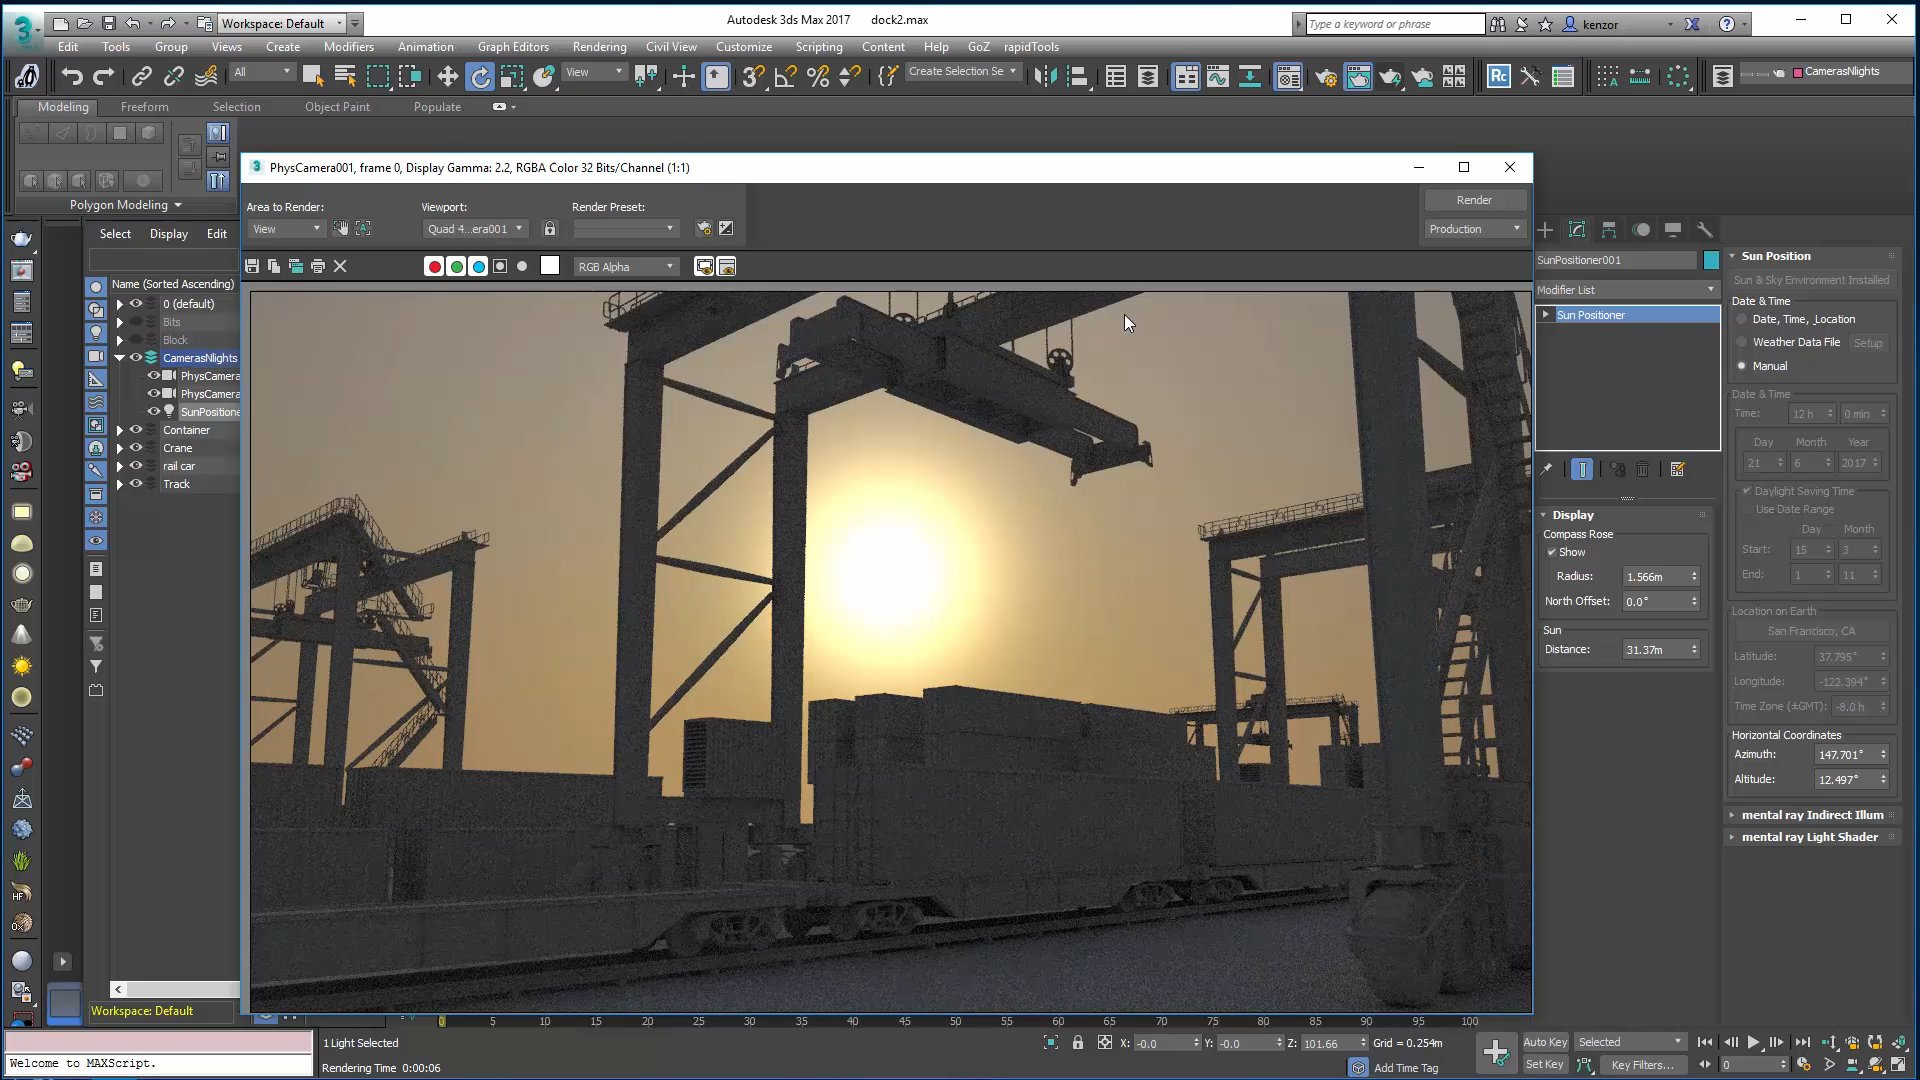 Workspace: Default
Autodesk 3ds Max 2017 dock2.max
Type a keyword or phrase
kenzor
Edit Tools Group Views Create Modifiers Animation Graph Editors Rendering Civil View Customize Scripting Content Help GoZ rapidTools
All
View
Create Selection Se
Rc
CamerasNlights
Modeling Freeform Selection Object Paint Populate
Polygon Modeling
PhysCamera001, frame 0, Display Gamma: 2.2, RGBA Color 32 Bits/Channel (1:1)
Area to Render:
View
Viewport:
Quad 4...era001
Render Preset:
Render
Production
RGB Alpha
Select Display Edit
Name (Sorted Ascending)
0 (default)
Bits
Block
CamerasNlights
PhysCamera
PhysCamera
SunPositione
Container
Crane
rail car
Track
Workspace: Default
SunPositioner001
Modifier List
Sun Positioner
Display
Compass Rose
Show
Radius: 1.566m
North Offset: 0.0°
Sun
Distance: 31.37m
Sun Position
Sun & Sky Environment Installed
Date & Time
Date, Time, Location
Weather Data File Setup
Manual
Date & Time
Time: 12 h 0 min
Day Month Year
21 6 2017
Daylight Saving Time
Use Date Range
Day Month
Start: 15 3
End: 1 11
Location on Earth
San Francisco, CA
Latitude: 37.795°
Longitude: -122.394°
Time Zone (±GMT): -8.0 h
Horizontal Coordinates
Azimuth: 147.701°
Altitude: 12.497°
mental ray Indirect Illum
mental ray Light Shader
0 5 10 15 20 25 30 35 40 45 50 55 60 65 70 75 80 85 90 95 100
Welcome to MAXScript.
1 Light Selected
Rendering Time 0:00:06
X: -0.0 Y: -0.0 Z: 101.66 Grid = 0.254m
Add Time Tag
Auto Key Selected
Set Key Key Filters...
0